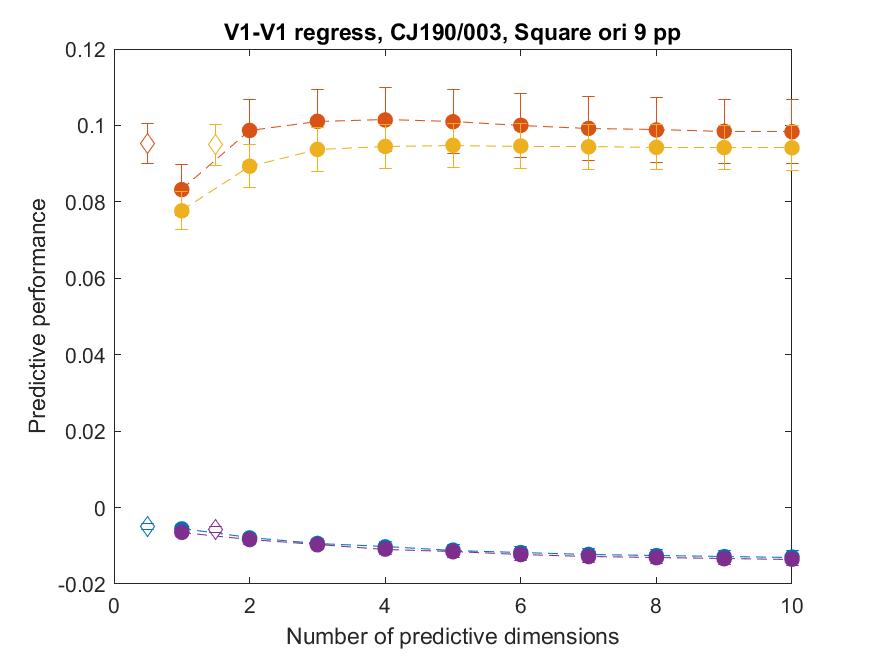 V1-V1 regress, CJ190/003, Square ori 9 pp
0.12
0.1
0.08
0.06
0.04
0.02
0
-0.02
Predictive performance
0 2 4 6 8 10
Number of predictive dimensions